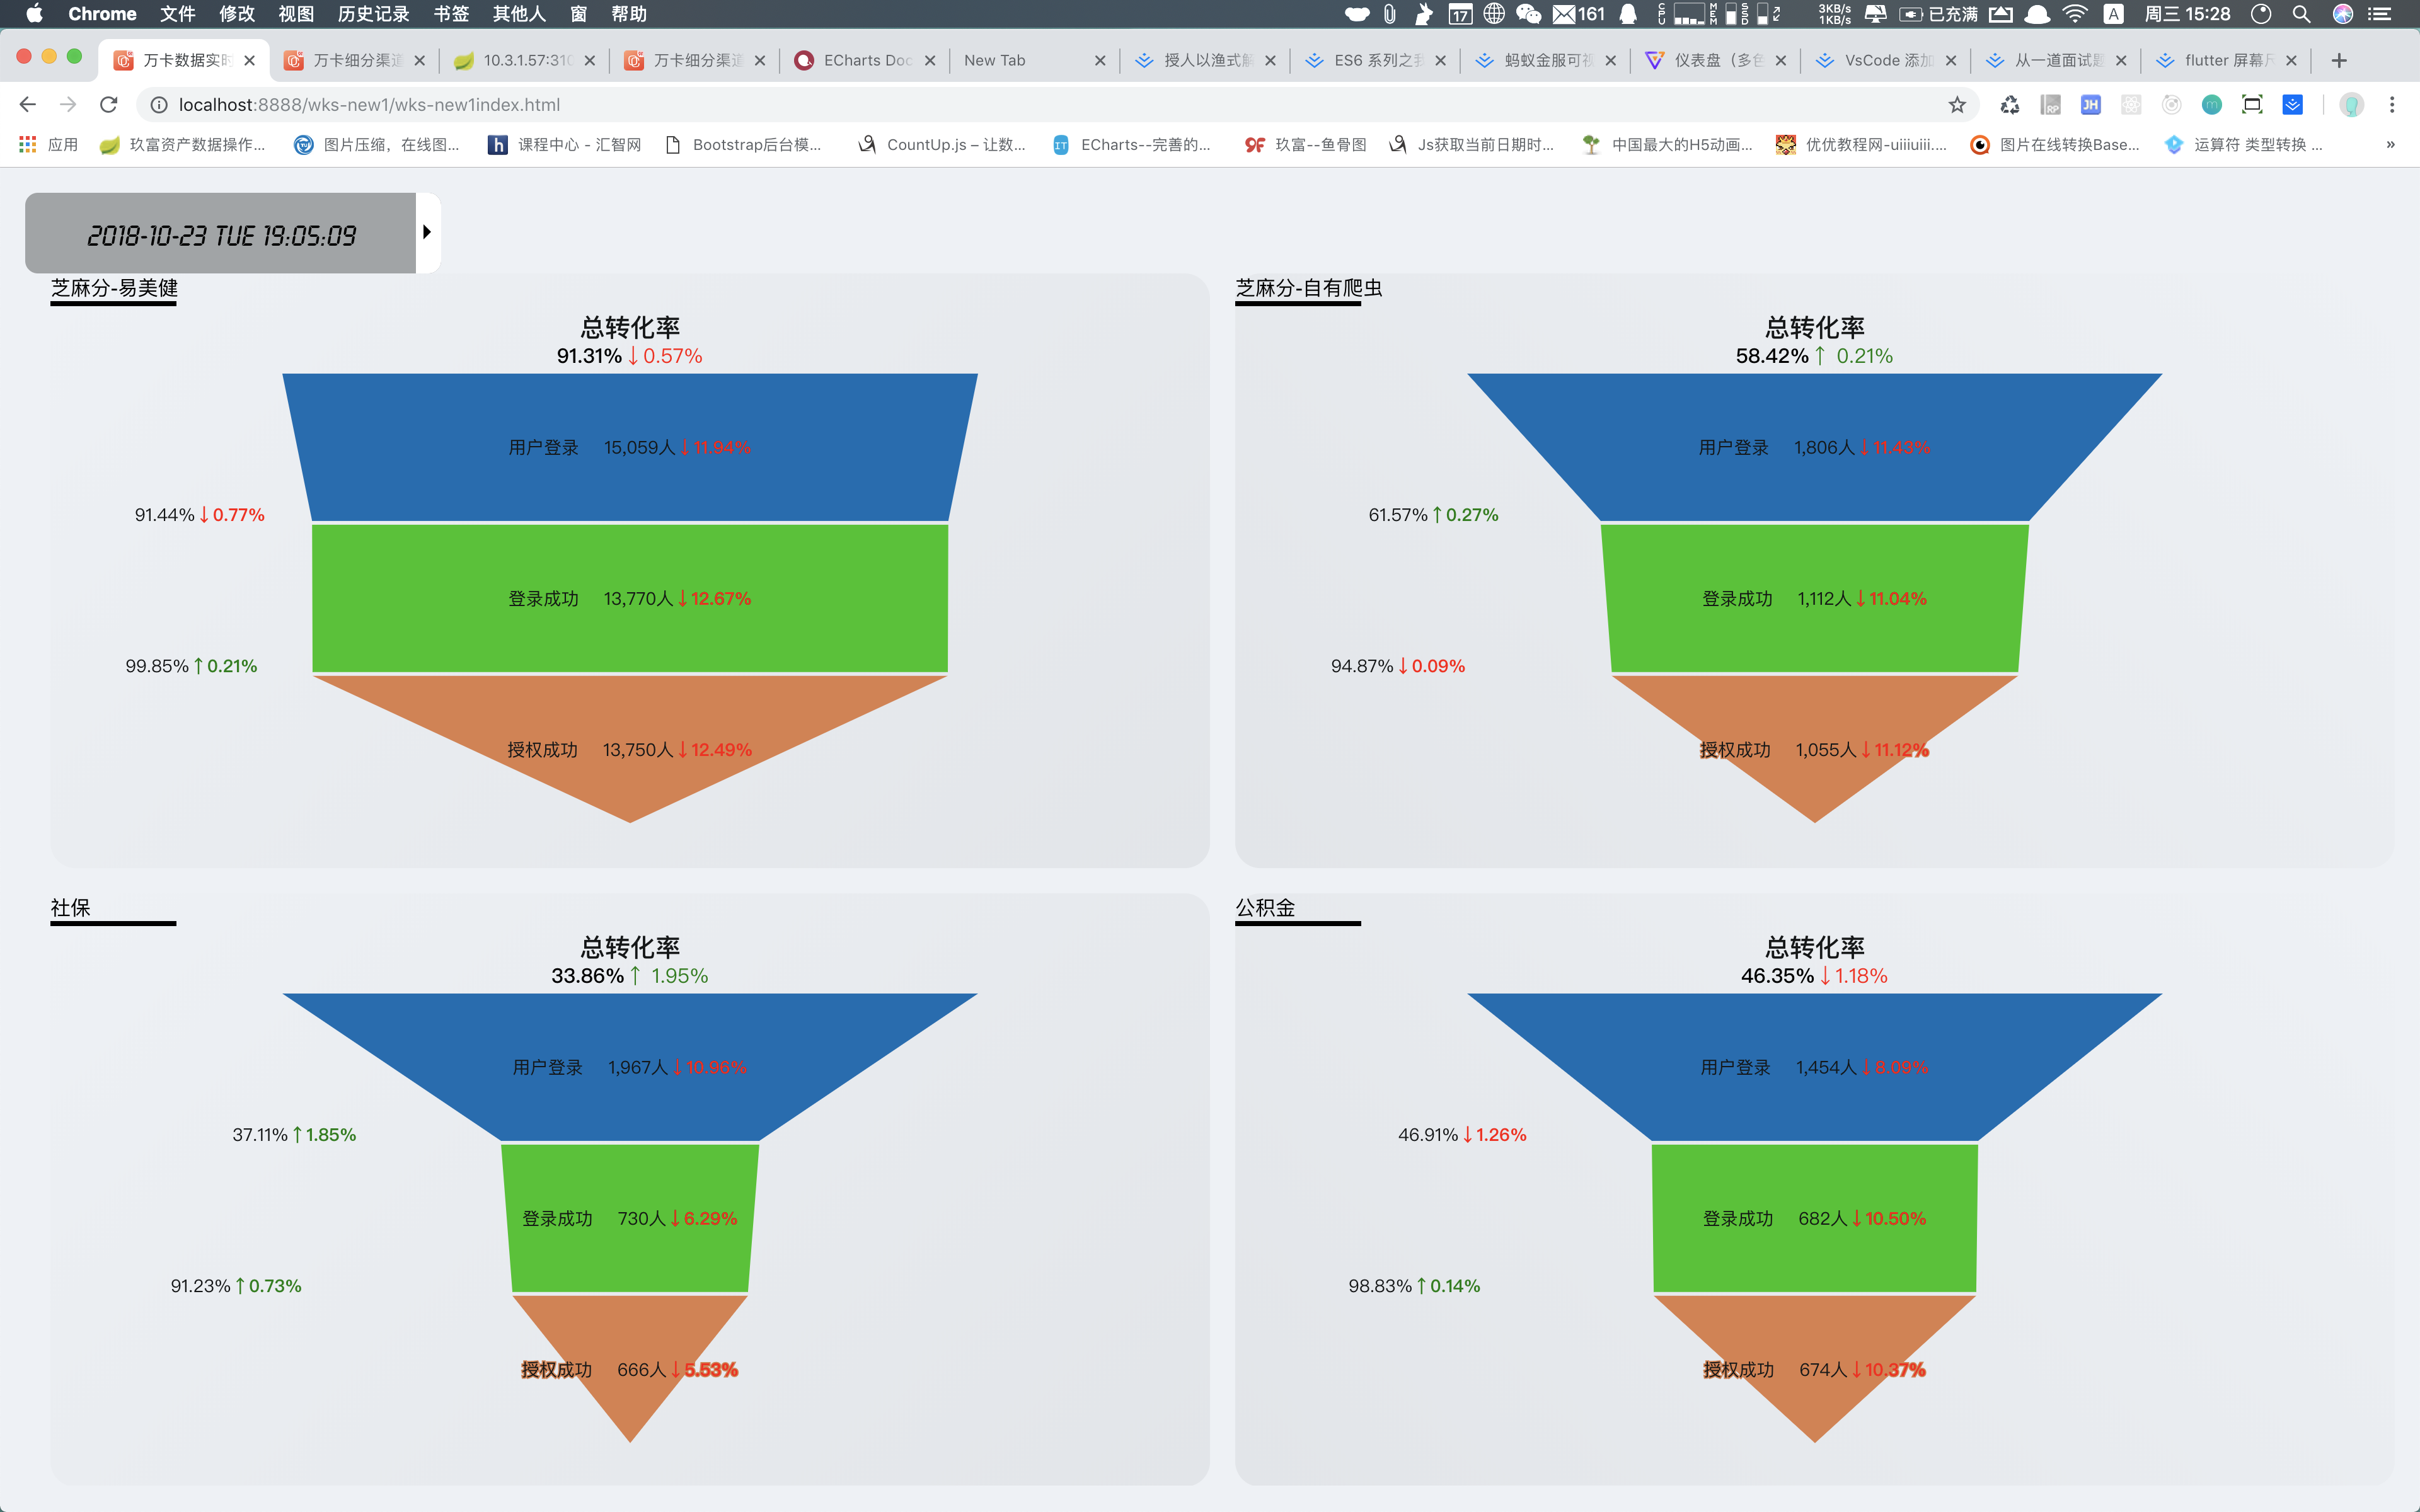 Chrome 文件 修改 视图 历史记录 书签 其他人 窗 帮助 17 161 CPU MEM SSD 3KB/s 1KB/s 已充满 A 周三 15:28
万卡数据实时 万卡细分渠道 10.3.1.57:310 万卡细分渠道 ECharts Doc New Tab 授人以渔式解 ES6 系列之我 蚂蚁金服可视 仪表盘（多色 VsCode 添加 从一道面试题 flutter 屏幕尺
localhost:8888/wks-new1/wks-new1index.html
应用 玖富资产数据操作... 图片压缩，在线图... 课程中心 - 汇智网 Bootstrap后台模... CountUp.js – 让数... ECharts--完善的... 玖富--鱼骨图 Js获取当前日期时... 中国最大的H5动画... 优优教程网-uiiiuiii.... 图片在线转换Base... 运算符 类型转换 ... »
2018-10-23 TUE 19:05:09
芝麻分-易美健
总转化率
91.31%↓0.57%
用户登录 15,059人↓11.94%
91.44%↓0.77%
登录成功 13,770人↓12.67%
99.85%↑0.21%
授权成功 13,750人↓12.49%
芝麻分-自有爬虫
总转化率
58.42%↑ 0.21%
用户登录 1,806人↓11.43%
61.57%↑0.27%
登录成功 1,112人↓11.04%
94.87%↓0.09%
授权成功 1,055人↓11.12%
社保
总转化率
33.86%↑ 1.95%
用户登录 1,967人↓10.96%
37.11%↑1.85%
登录成功 730人↓6.29%
91.23%↑0.73%
授权成功 666人↓5.53%
公积金
总转化率
46.35%↓1.18%
用户登录 1,454人↓8.09%
46.91%↓1.26%
登录成功 682人↓10.50%
98.83%↑0.14%
授权成功 674人↓10.37%